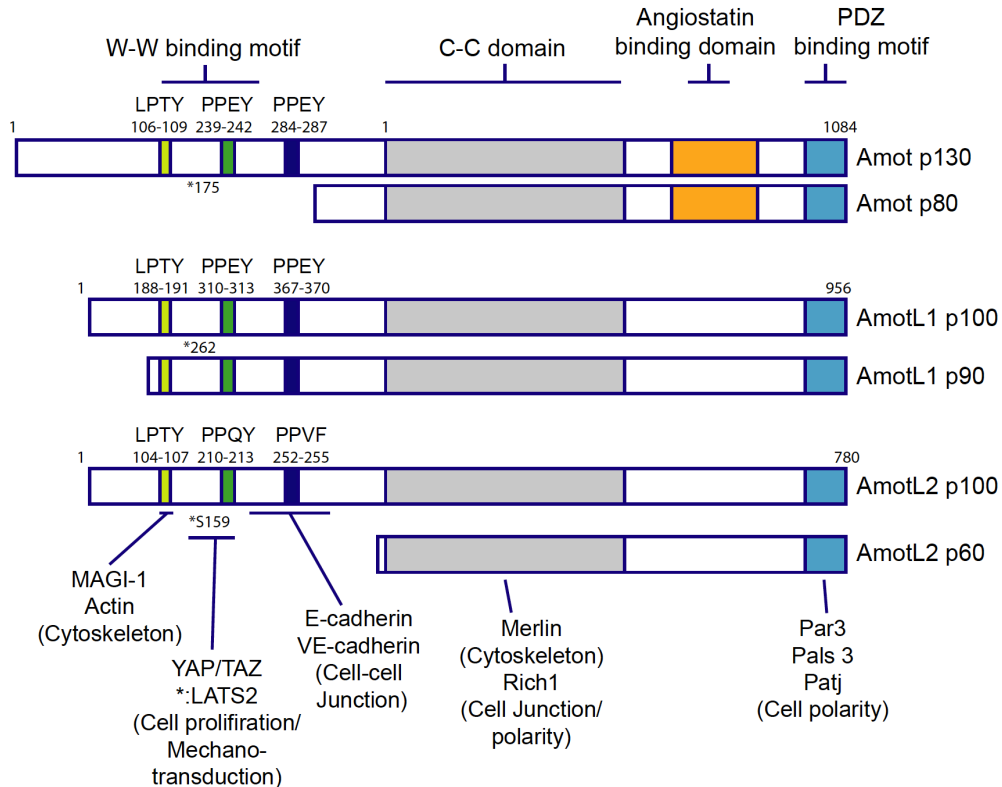 W-W binding motif
C-C domain
Angiostatin
binding domain
PDZ
binding motif
LPTY PPEY PPEY
1 106-109 239-242 284-287 1 1084
Amot p130
*175
Amot p80
LPTY PPEY PPEY
1 188-191 310-313 367-370 956
AmotL1 p100
*262
AmotL1 p90
LPTY PPQY PPVF
1 104-107 210-213 252-255 780
AmotL2 p100
*S159
AmotL2 p60
MAGI-1
Actin
(Cytoskeleton)
YAP/TAZ
*:LATS2
(Cell prolifiration/
Mechano-
transduction)
E-cadherin
VE-cadherin
(Cell-cell
Junction)
Merlin
(Cytoskeleton)
Rich1
(Cell Junction/
polarity)
Par3
Pals 3
Patj
(Cell polarity)